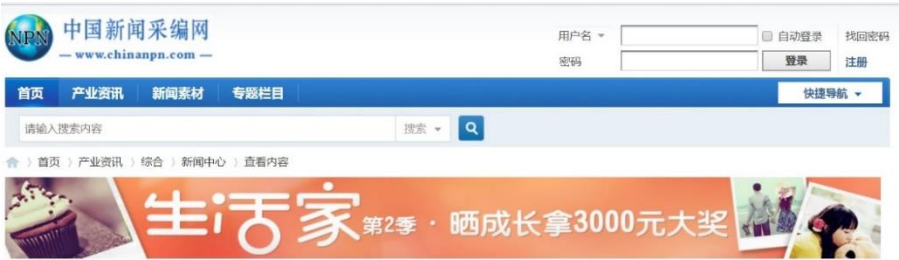 NPN
中国新闻采编网
— www.chinanpn.com —
用户名
自动登录 找回密码
密码
登录 注册
首页 产业资讯 新闻素材 专题栏目 快捷导航
请输入搜索内容 搜索
首页 〉 产业资讯 〉 综合 〉 新闻中心 〉 查看内容
生活家 第2季 · 晒成长拿3000元大奖